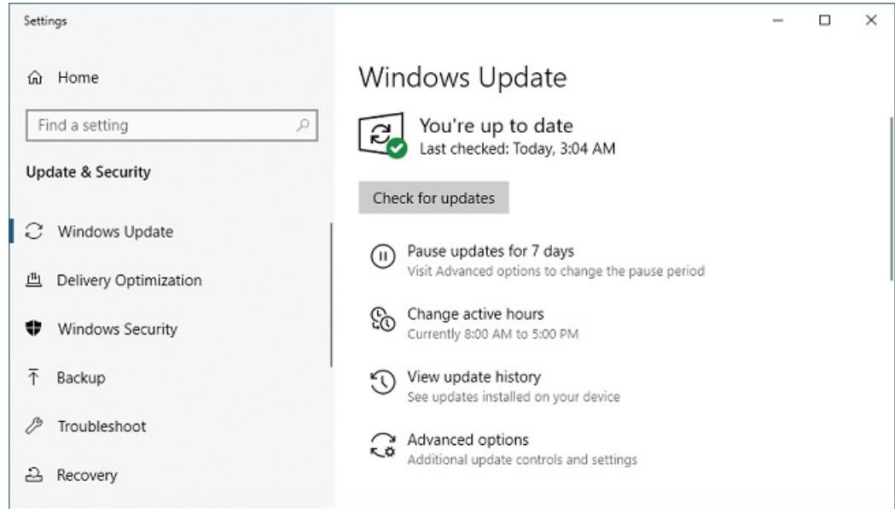 Settings
Home
Find a setting
Update & Security
Windows Update
Delivery Optimization
Windows Security
Backup
Troubleshoot
Recovery
Windows Update
You're up to date
Last checked: Today, 3:04 AM
Check for updates
Pause updates for 7 days
Visit Advanced options to change the pause period
Change active hours
Currently 8:00 AM to 5:00 PM
View update history
See updates installed on your device
Advanced options
Additional update controls and settings